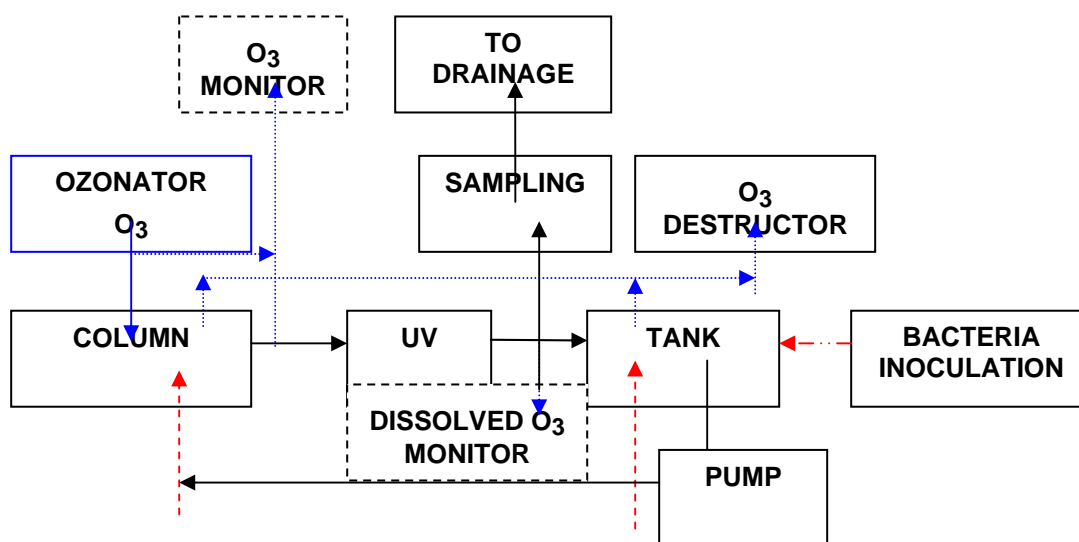 O3
MONITOR
TO
DRAINAGE
OZONATOR
O3
SAMPLING
O3
DESTRUCTOR
COLUMN
UV
TANK
BACTERIA
INOCULATION
DISSOLVED O3
MONITOR
PUMP